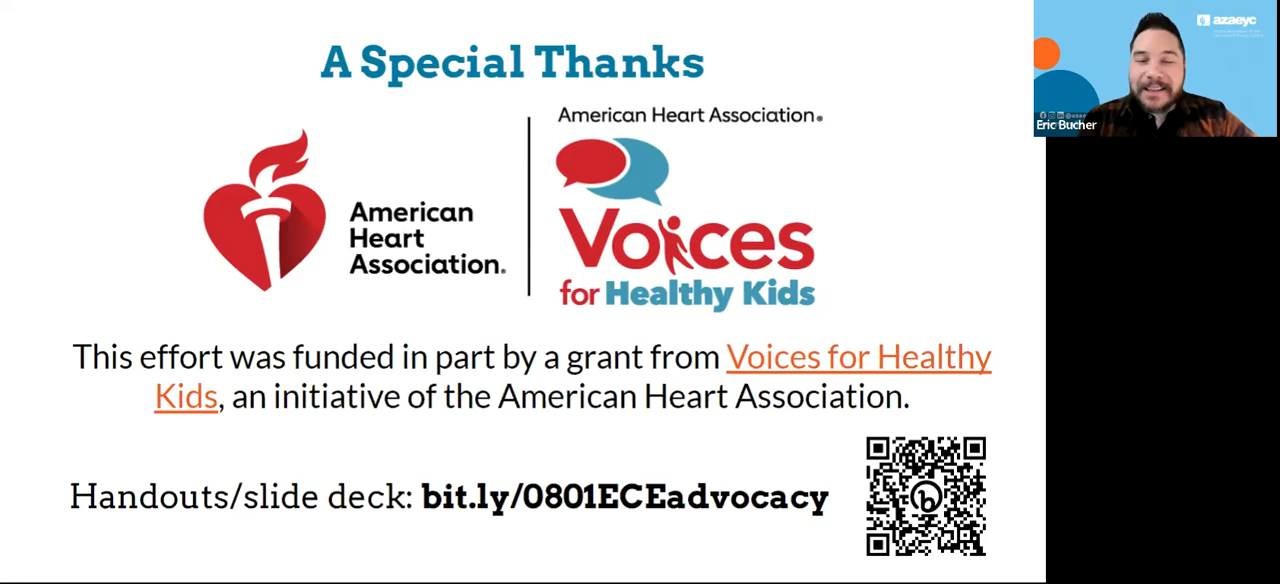 A Special Thanks
American
Heart
Association.
American Heart Association®
Voices
for Healthy Kids
This effort was funded in part by a grant from Voices for Healthy
Kids, an initiative of the American Heart Association.
Handouts/slide deck: bit.ly/0801ECEadvocacy
azaeyc
Eric Bucher